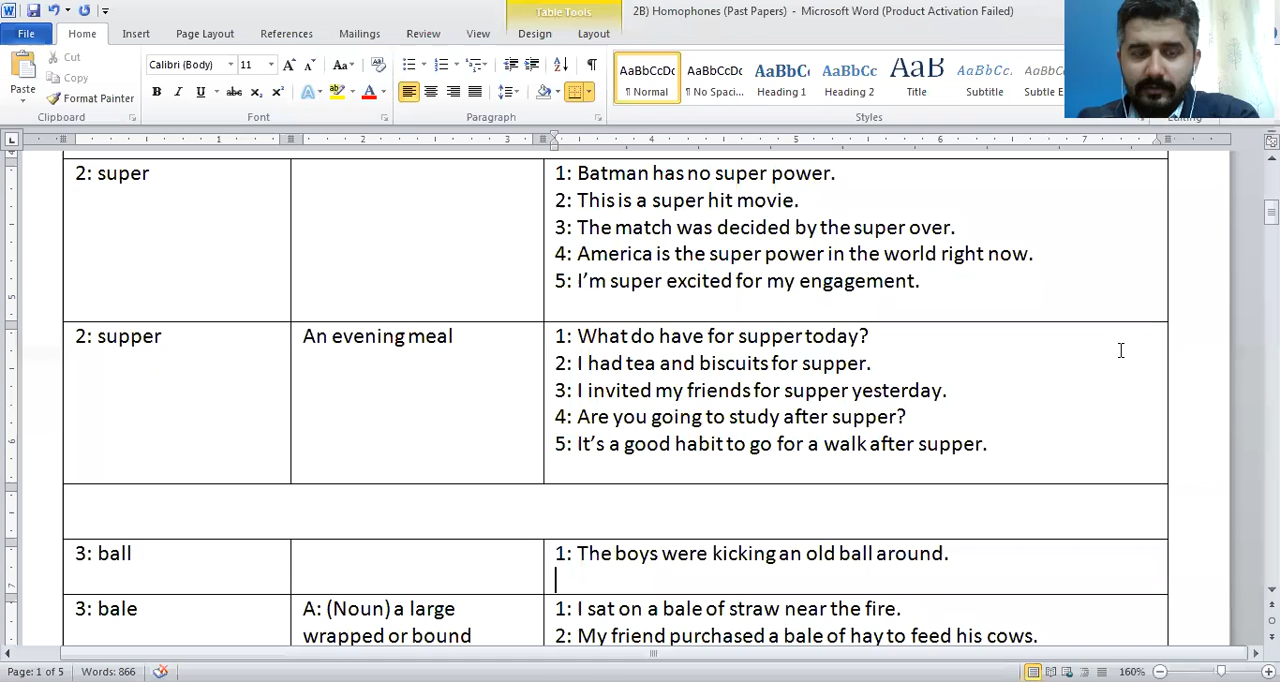 Table Tools
2B) Homophones (Past Papers) - Microsoft Word (Product Activation Failed)
File Home Insert Page Layout References Mailings Review View Design Layout
Paste
Cut
Copy
Format Painter
Clipboard
Calibri (Body) 11
Font
Paragraph
AaBbCcDc AaBbCcDc AaBbC AaBbCc AaB AaBbCc. AaBbCc
¶ Normal ¶ No Spaci... Heading 1 Heading 2 Title Subtitle Subtle E
Styles
1 2 3 4 5 6 7
2: super
1: Batman has no super power.
2: This is a super hit movie.
3: The match was decided by the super over.
4: America is the super power in the world right now.
5: I’m super excited for my engagement.
2: supper
An evening meal
1: What do have for supper today?
2: I had tea and biscuits for supper.
3: I invited my friends for supper yesterday.
4: Are you going to study after supper?
5: It’s a good habit to go for a walk after supper.
3: ball
1: The boys were kicking an old ball around.
3: bale
A: (Noun) a large
wrapped or bound
1: I sat on a bale of straw near the fire.
2: My friend purchased a bale of hay to feed his cows.
Page: 1 of 5 Words: 866 160%